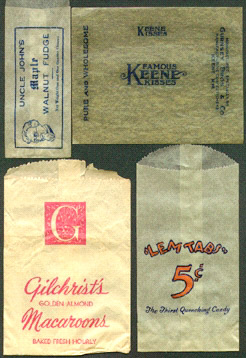 UNCLE JOHN'S
Maple
WALNUT FUDGE
PURE AND WHOLESOME
KEENE
KISSES
FAMOUS
KEENE
KISSES
G
Gilchrist's
GOLDEN ALMOND
Macaroons
BAKED FRESH HOURLY
"LEM TABS"
5¢
The Thirst Quenching Candy